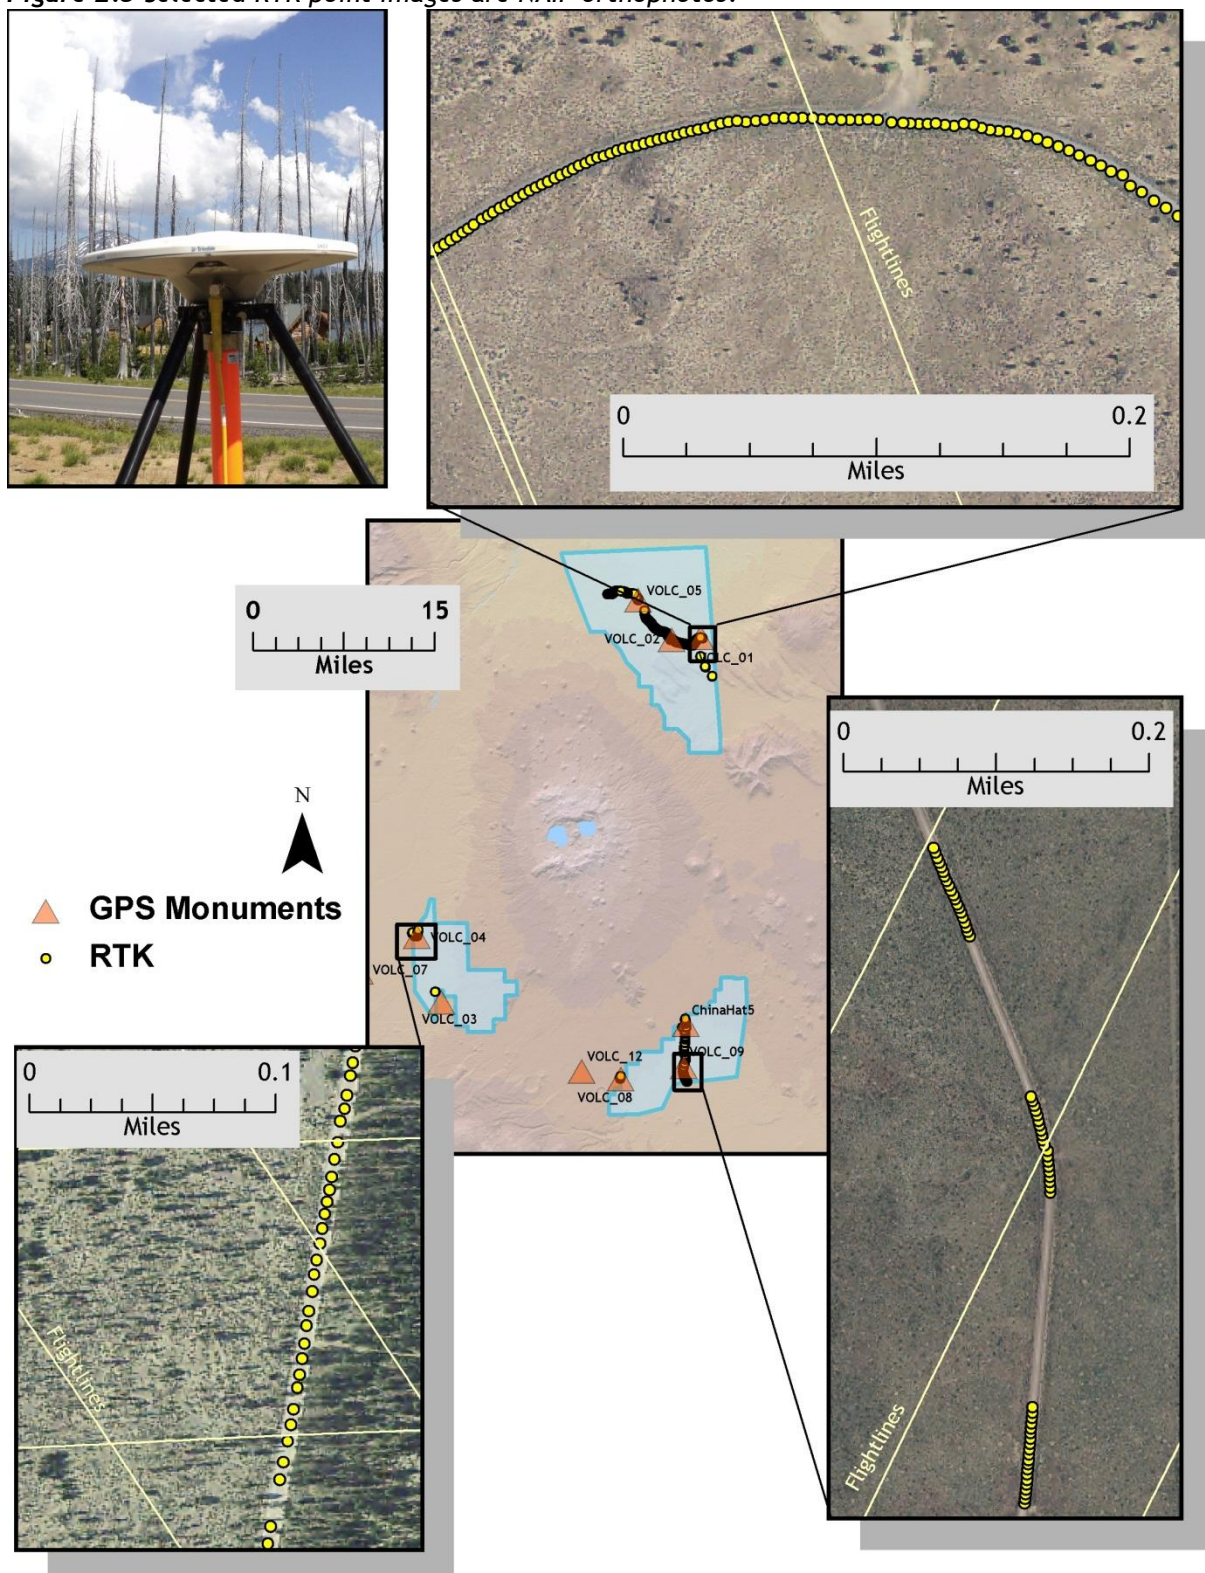 Figure 2.3 Selected RTK point images are NAIP orthophotos.
Trimble
Flightlines
0 0.2
Miles
0 15
Miles
VOLC_05
VOLC_02
VOLC_01
0 0.2
Miles
N
GPS Monuments
RTK
VOLC_04
VOLC_07
VOLC_03
ChinaHat5
VOLC_09
VOLC_12
VOLC_08
0 0.1
Miles
Flightlines
Flightlines